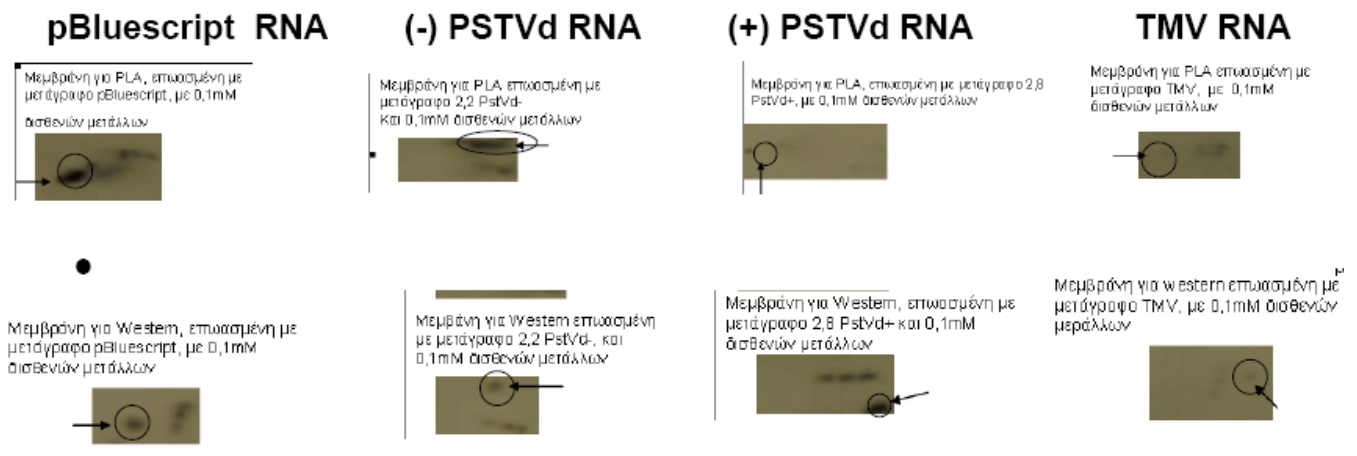 pBluescript RNA
(-) PSTVd RNA
(+) PSTVd RNA
TMV RNA
Μεμβράνη για PLA, επωασμένη με
μετάγραφο pBluescript, με 0,1mM
δισθενών μετάλλων
Μεμβράνη για PLA επωασμένη με
μετάγραφο 2,2 PstVd-
Και 0,1mM δισθενών μετάλλων
Μεμβράνη για PLA, επωασμένη με μετάγραφο 2,8
PstVd+, με 0,1mM δισθενών μετάλλων
Μεμβράνη για PLA επωασμένη με
μετάγραφο TMV, με 0,1mM
δισθενών μετάλλων
Μεμβράνη για Western, επωασμένη με
μετάγραφο pBluescript, με 0,1mM
δισθενών μετάλλων
Μεμβάνη για Western επωασμένη
με μετάγραφο 2,2 PstVd-, και
0,1mM δισθενών μετάλλων
Μεμβράνη για Western, επωασμένη με
μετάγραφο 2,8 PstVd+ και 0,1mM
δισθενών μετάλλων
Μεμβράνη για western επωασμένη με
μετάγραφο TMV, με 0,1mM δισθενών
μεράλλων